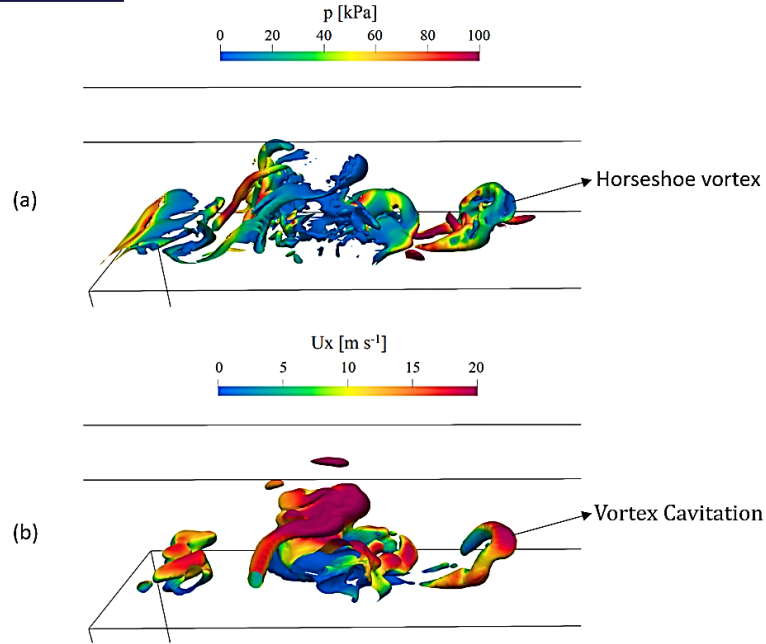 p [kPa]
0 20 40 60 80 100
(a)
Horseshoe vortex
Ux [m s⁻¹]
0 5 10 15 20
(b)
Vortex Cavitation